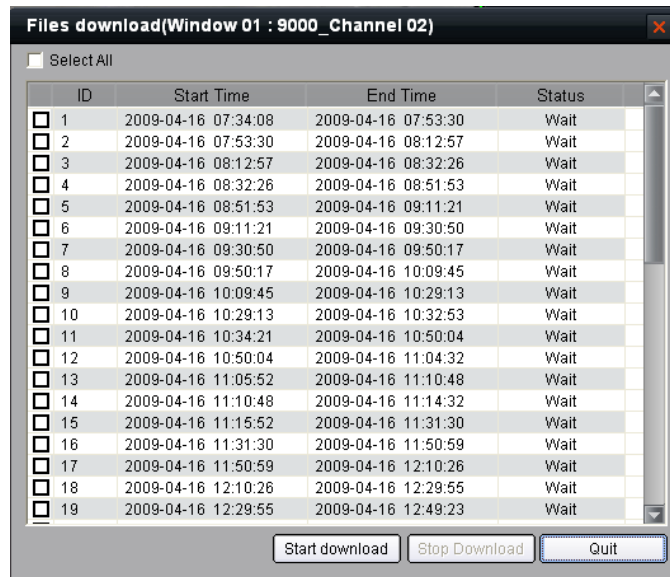 Files download(Window 01 : 9000_Channel 02)
Select All
ID Start Time End Time Status
1 2009-04-16 07:34:08 2009-04-16 07:53:30 Wait
2 2009-04-16 07:53:30 2009-04-16 08:12:57 Wait
3 2009-04-16 08:12:57 2009-04-16 08:32:26 Wait
4 2009-04-16 08:32:26 2009-04-16 08:51:53 Wait
5 2009-04-16 08:51:53 2009-04-16 09:11:21 Wait
6 2009-04-16 09:11:21 2009-04-16 09:30:50 Wait
7 2009-04-16 09:30:50 2009-04-16 09:50:17 Wait
8 2009-04-16 09:50:17 2009-04-16 10:09:45 Wait
9 2009-04-16 10:09:45 2009-04-16 10:29:13 Wait
10 2009-04-16 10:29:13 2009-04-16 10:32:53 Wait
11 2009-04-16 10:34:21 2009-04-16 10:50:04 Wait
12 2009-04-16 10:50:04 2009-04-16 11:04:32 Wait
13 2009-04-16 11:05:52 2009-04-16 11:10:48 Wait
14 2009-04-16 11:10:48 2009-04-16 11:14:32 Wait
15 2009-04-16 11:15:52 2009-04-16 11:31:30 Wait
16 2009-04-16 11:31:30 2009-04-16 11:50:59 Wait
17 2009-04-16 11:50:59 2009-04-16 12:10:26 Wait
18 2009-04-16 12:10:26 2009-04-16 12:29:55 Wait
19 2009-04-16 12:29:55 2009-04-16 12:49:23 Wait
Start download Stop Download Quit